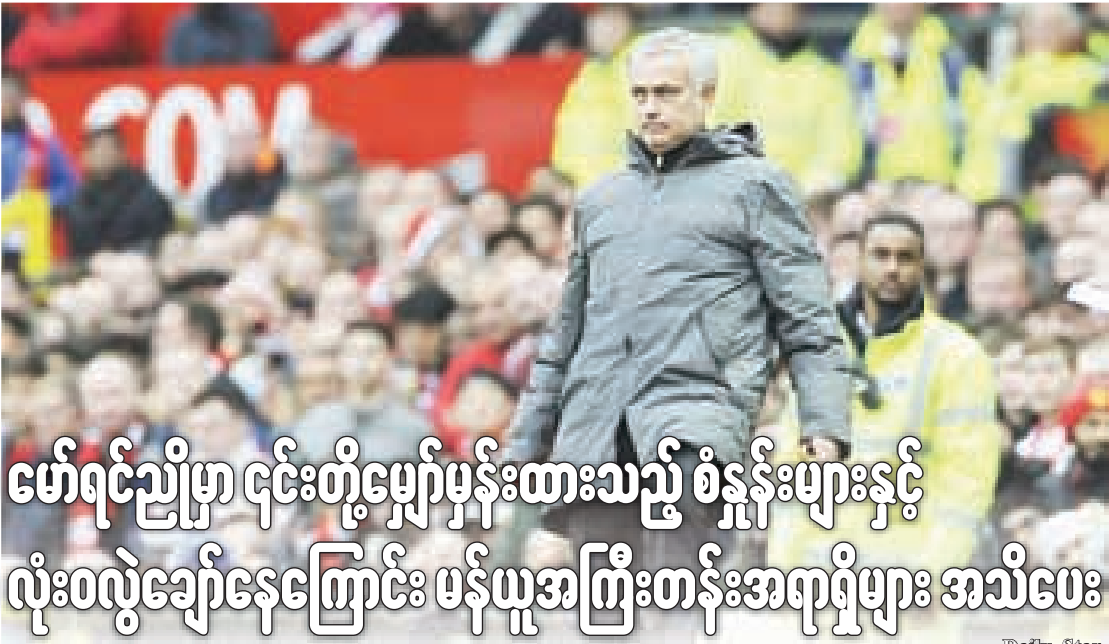 .COM
မော်ရင်ညိုမှာ ၎င်းတို့မျှော်မှန်းထားသည့် စံနှုန်းများနှင့်
လုံးဝလွဲချော်နေကြောင်း မန်ယူအကြီးတန်းအရာရှိများ အသိပေး